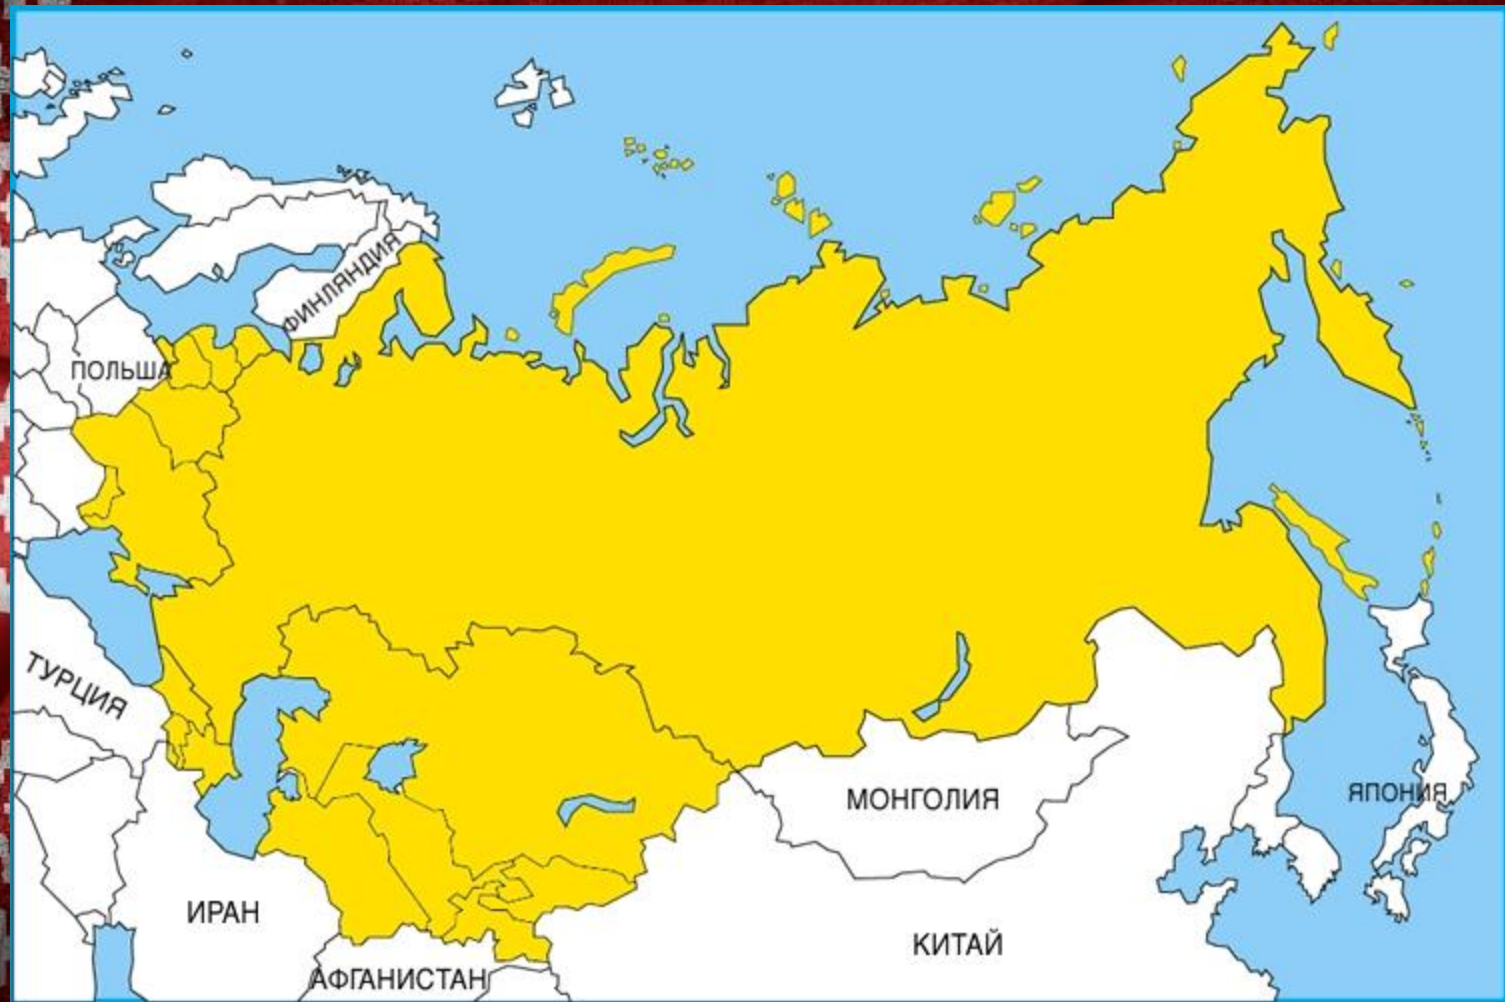 ФИНЛЯНДИЯ
ПОЛЬША
ТУРЦИЯ
МОНГОЛИЯ
ЯПОНИЯ
ИРАН
КИТАЙ
АФГАНИСТАН